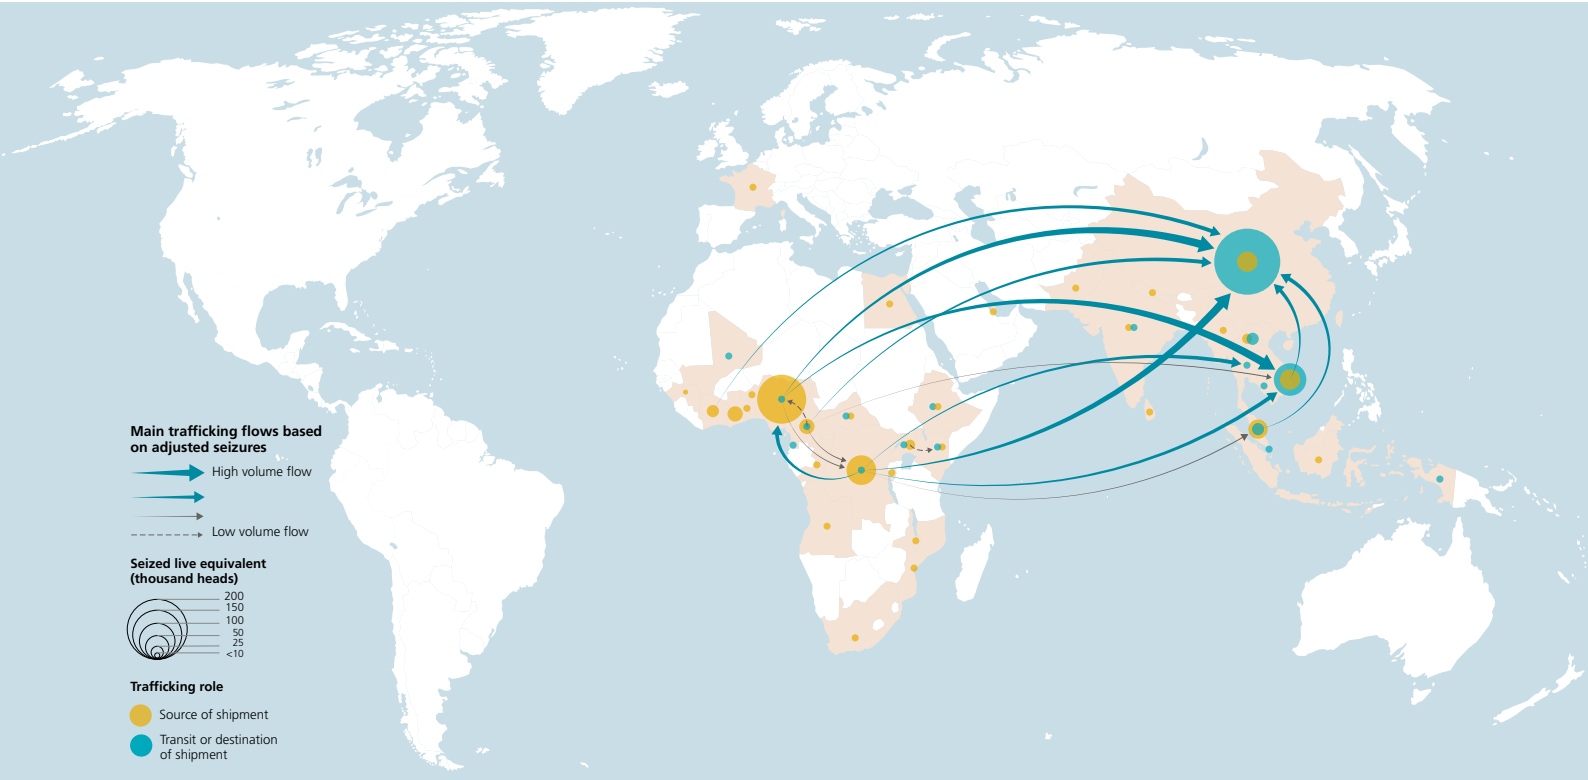 Main trafficking flows based
on adjusted seizures
High volume flow
Low volume flow
Seized live equivalent
(thousand heads)
200
150
100
50
25
<10
Trafficking role
Source of shipment
Transit or destination
of shipment